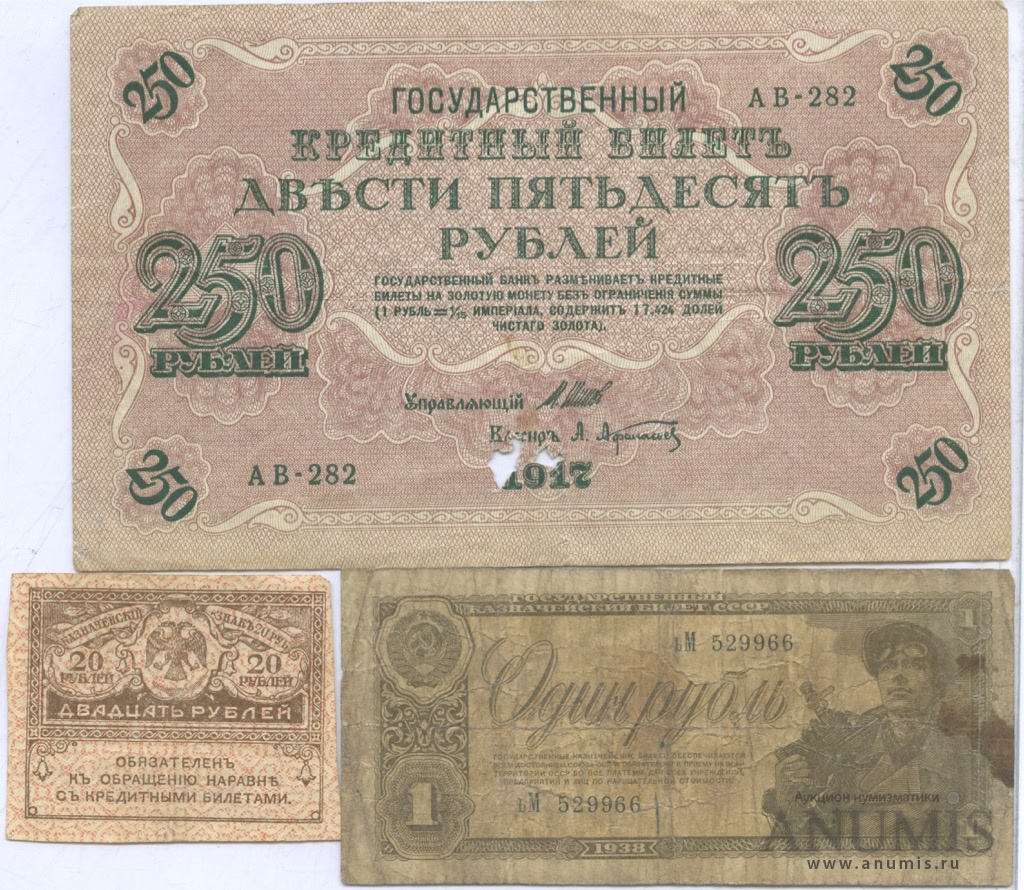 250
250
ГОСУДАРСТВЕННЫЙ
АВ-282
КРЕДИТНЫЙ БИЛЕТЪ
ДВѢСТИ ПЯТЬДЕСЯТЪ
РУБЛЕЙ
250
РУБЛЕЙ
250
РУБЛЕЙ
ГОСУДАРСТВЕННЫЙ БАНКЪ РАЗМѢНИВАЕТЪ КРЕДИТНЫЕ
БИЛЕТЫ НА ЗОЛОТУЮ МОНЕТУ БЕЗЪ ОГРАНИЧЕНІЯ СУММЫ
(1 РУБЛЬ = 1/15 ИМПЕРІАЛА, СОДЕРЖИТЪ 17.424 ДОЛЕЙ
ЧИСТАГО ЗОЛОТА).
Управляющій
Кассиръ А. Афанасьев
1917
АВ-282
250
250
КАЗНАЧЕЙСКІЙ ЗНАКЪ 20 РУБ.
20
РУБЛЕЙ
20
РУБЛЕЙ
ДВАДЦАТЬ РУБЛЕЙ
ОБЯЗАТЕЛЕНЪ
КЪ ОБРАЩЕНІЮ НАРАВНѢ
СЪ КРЕДИТНЫМИ БИЛЕТАМИ.
ГОСУДАРСТВЕННЫЙ
КАЗНАЧЕЙСКИЙ БИЛЕТ СССР
1
ьМ 529966
Один рубль
ьМ 529966
1
1938
Аукцион нумизматики
ANUMIS
www.anumis.ru